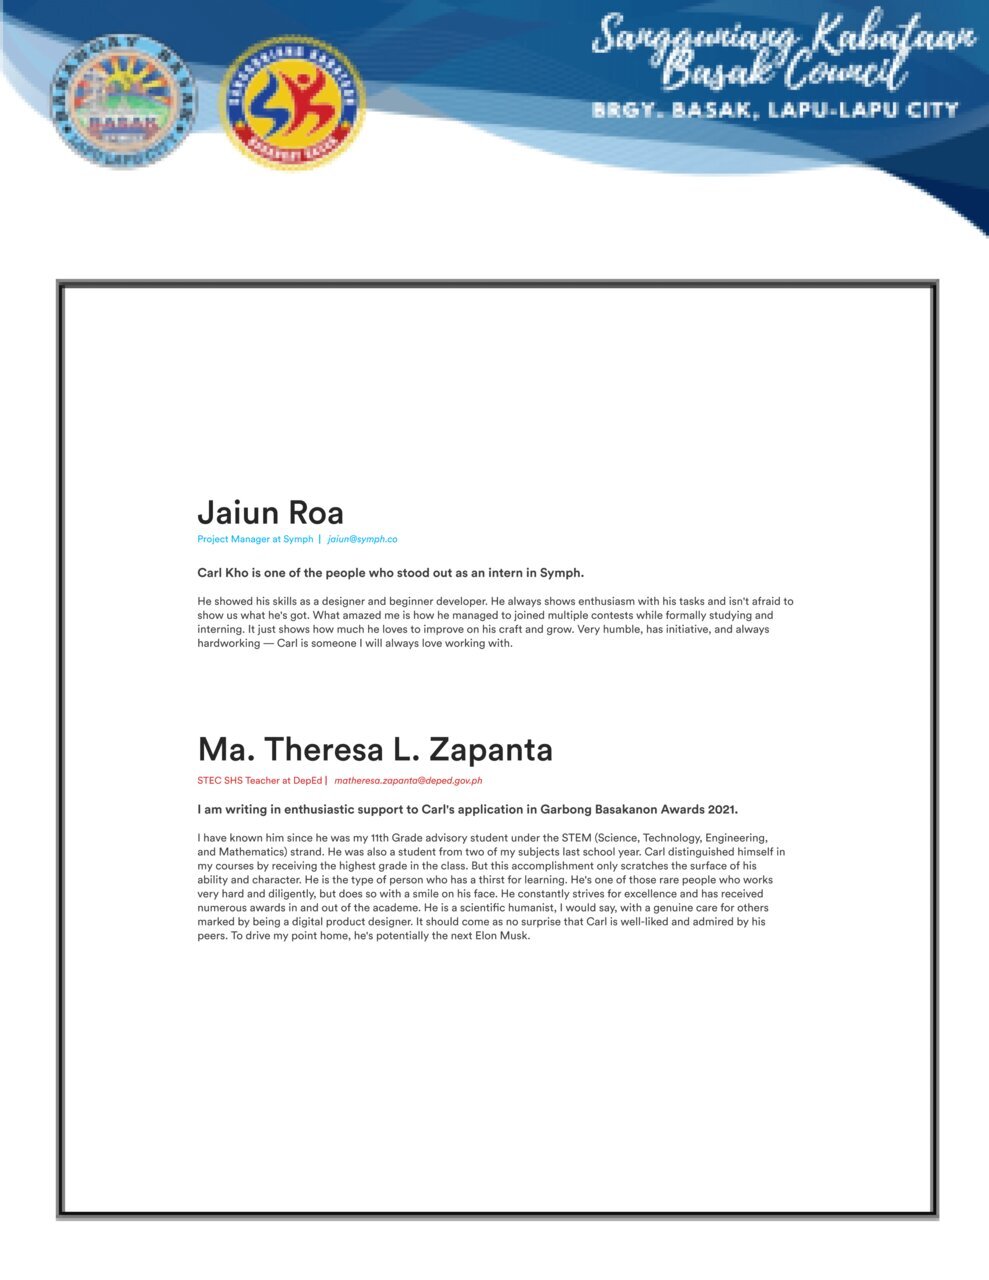 Sangguniang Kabataan
Basak Council
BRGY. BASAK, LAPU-LAPU CITY
BARANGAY BASAK
BASAK
LAPU LAPU CITY
SANGGUNIANG KABATAAN
SK
BARANGAY BASAK
Jaiun Roa
Project Manager at Symph | jaiun@symph.co
Carl Kho is one of the people who stood out as an intern in Symph.
He showed his skills as a designer and beginner developer. He always shows enthusiasm with his tasks and isn't afraid to
show us what he's got. What amazed me is how he managed to joined multiple contests while formally studying and
interning. It just shows how much he loves to improve on his craft and grow. Very humble, has initiative, and always
hardworking — Carl is someone I will always love working with.
Ma. Theresa L. Zapanta
STEC SHS Teacher at DepEd | matheresa.zapanta@deped.gov.ph
I am writing in enthusiastic support to Carl's application in Garbong Basakanon Awards 2021.
I have known him since he was my 11th Grade advisory student under the STEM (Science, Technology, Engineering,
and Mathematics) strand. He was also a student from two of my subjects last school year. Carl distinguished himself in
my courses by receiving the highest grade in the class. But this accomplishment only scratches the surface of his
ability and character. He is the type of person who has a thirst for learning. He's one of those rare people who works
very hard and diligently, but does so with a smile on his face. He constantly strives for excellence and has received
numerous awards in and out of the academe. He is a scientific humanist, I would say, with a genuine care for others
marked by being a digital product designer. It should come as no surprise that Carl is well-liked and admired by his
peers. To drive my point home, he's potentially the next Elon Musk.